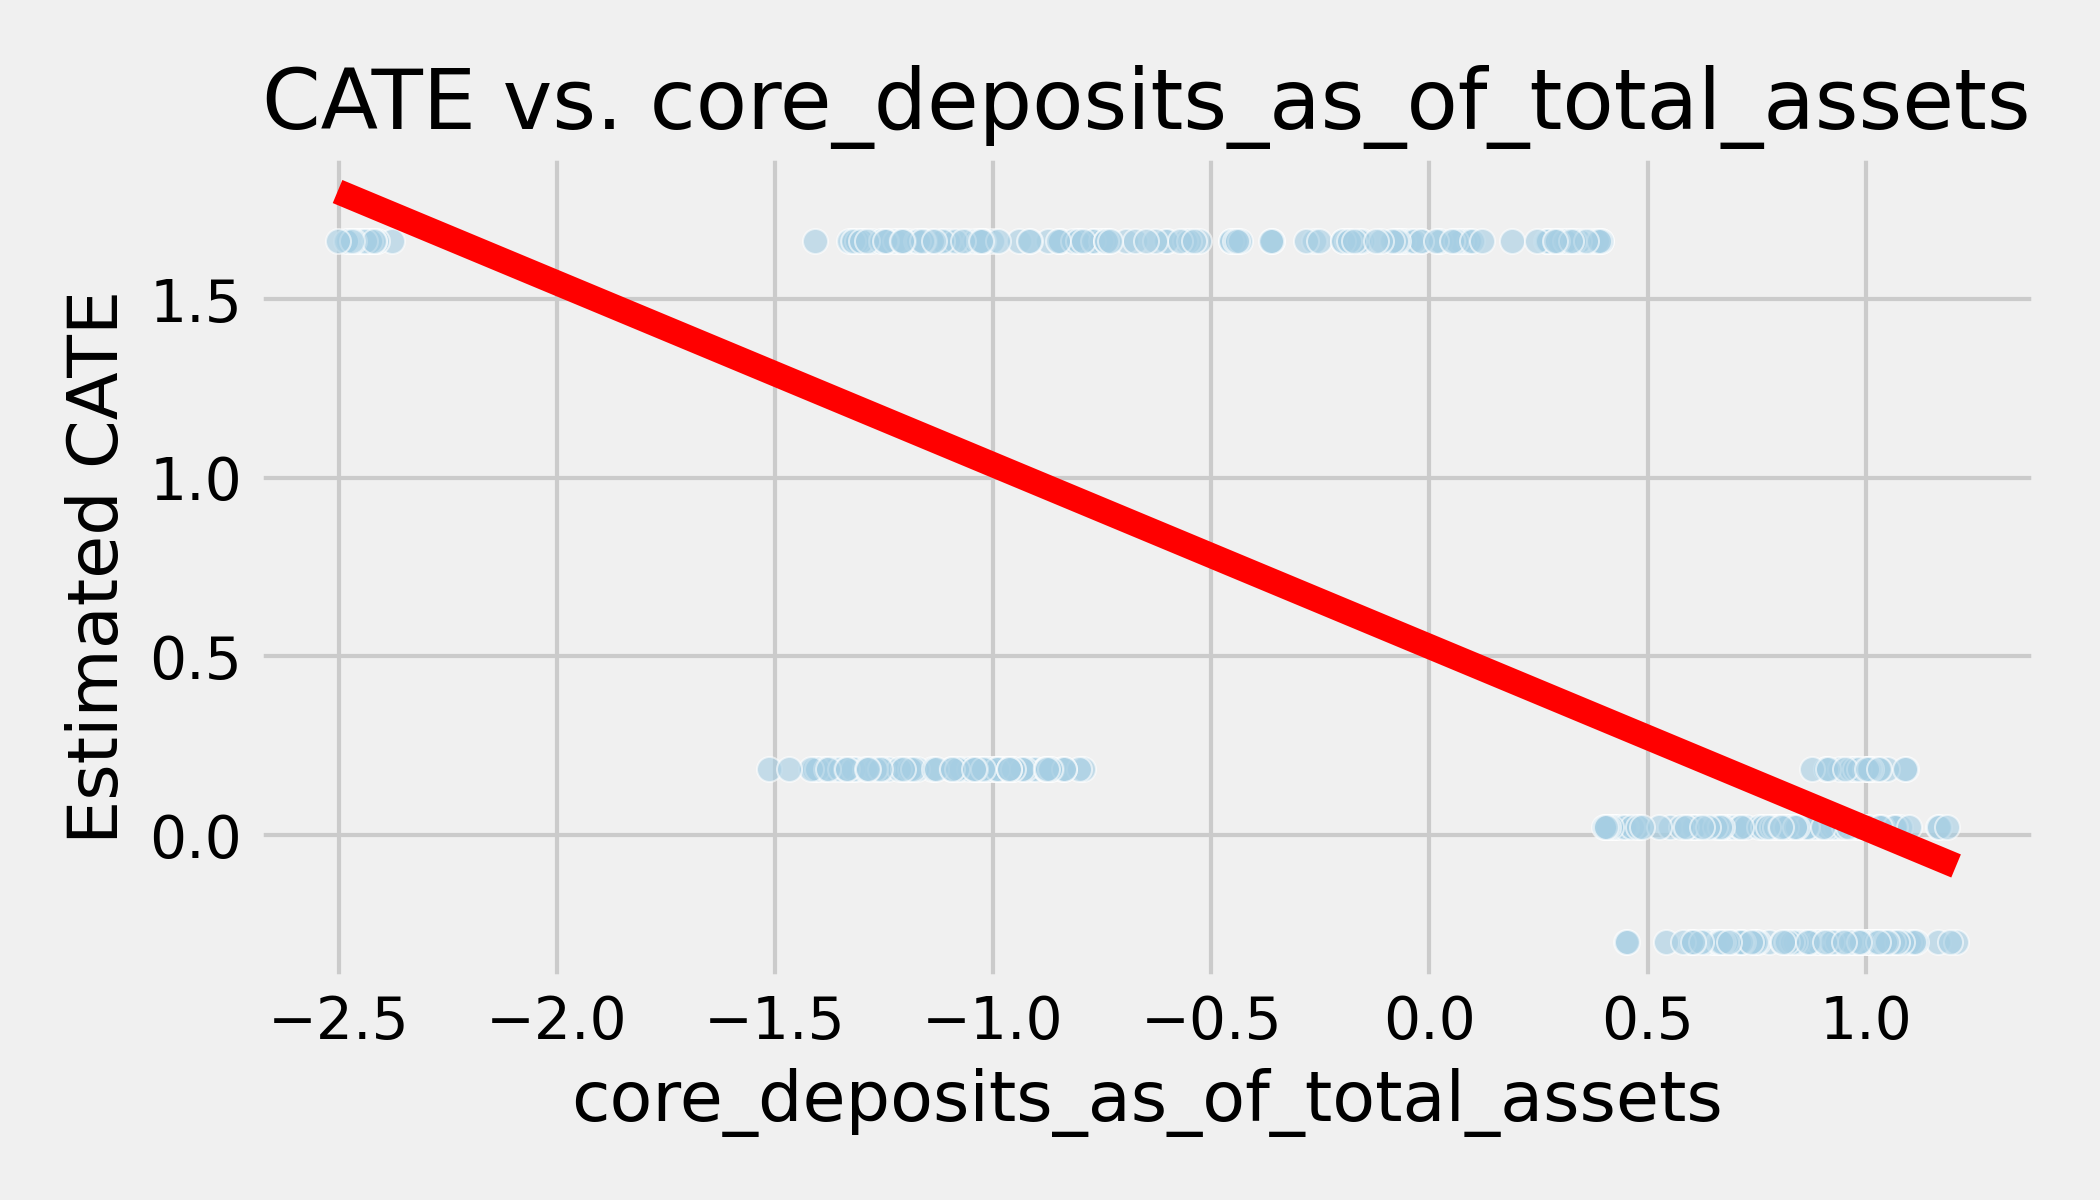 CATE vs. core_deposits_as_of_total_assets
Estimated CATE
1.5
1.0
0.5
0.0
−2.5 −2.0 −1.5 −1.0 −0.5 0.0 0.5 1.0
core_deposits_as_of_total_assets